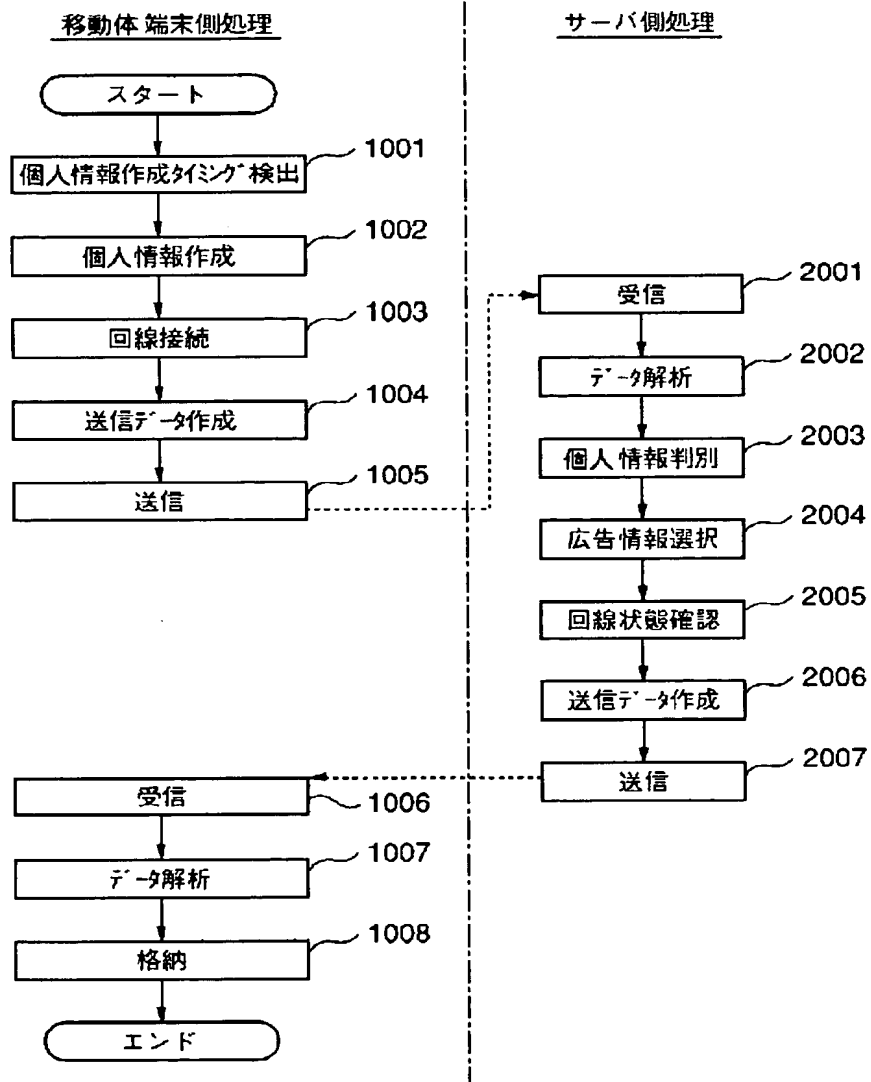 移動体端末側処理
スタート
個人情報作成タイミング検出
1001
個人情報作成
1002
回線接続
1003
送信データ作成
1004
送信
1005
受信
1006
データ解析
1007
格納
1008
エンド
サーバ側処理
受信
2001
データ解析
2002
個人情報判別
2003
広告情報選択
2004
回線状態確認
2005
送信データ作成
2006
送信
2007